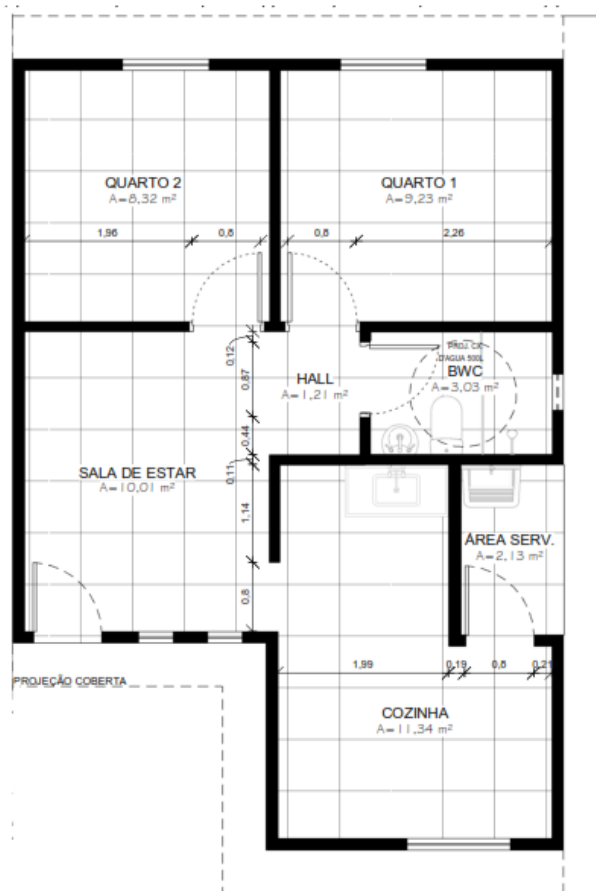 QUARTO 2
A=8,32 m²
QUARTO 1
A=9,23 m²
1,96
0,8
0,8
2,26
0,12
0,87
0,44
0,11
1,14
0,8
HALL
A=1,21 m²
PROJ. CX.
D'AGUA 500L
BWC
A=3,03 m²
SALA DE ESTAR
A=10,01 m²
ÁREA SERV.
A=2,13 m²
PROJEÇÃO COBERTA
1,99
0,19
0,8
0,21
COZINHA
A=11,34 m²